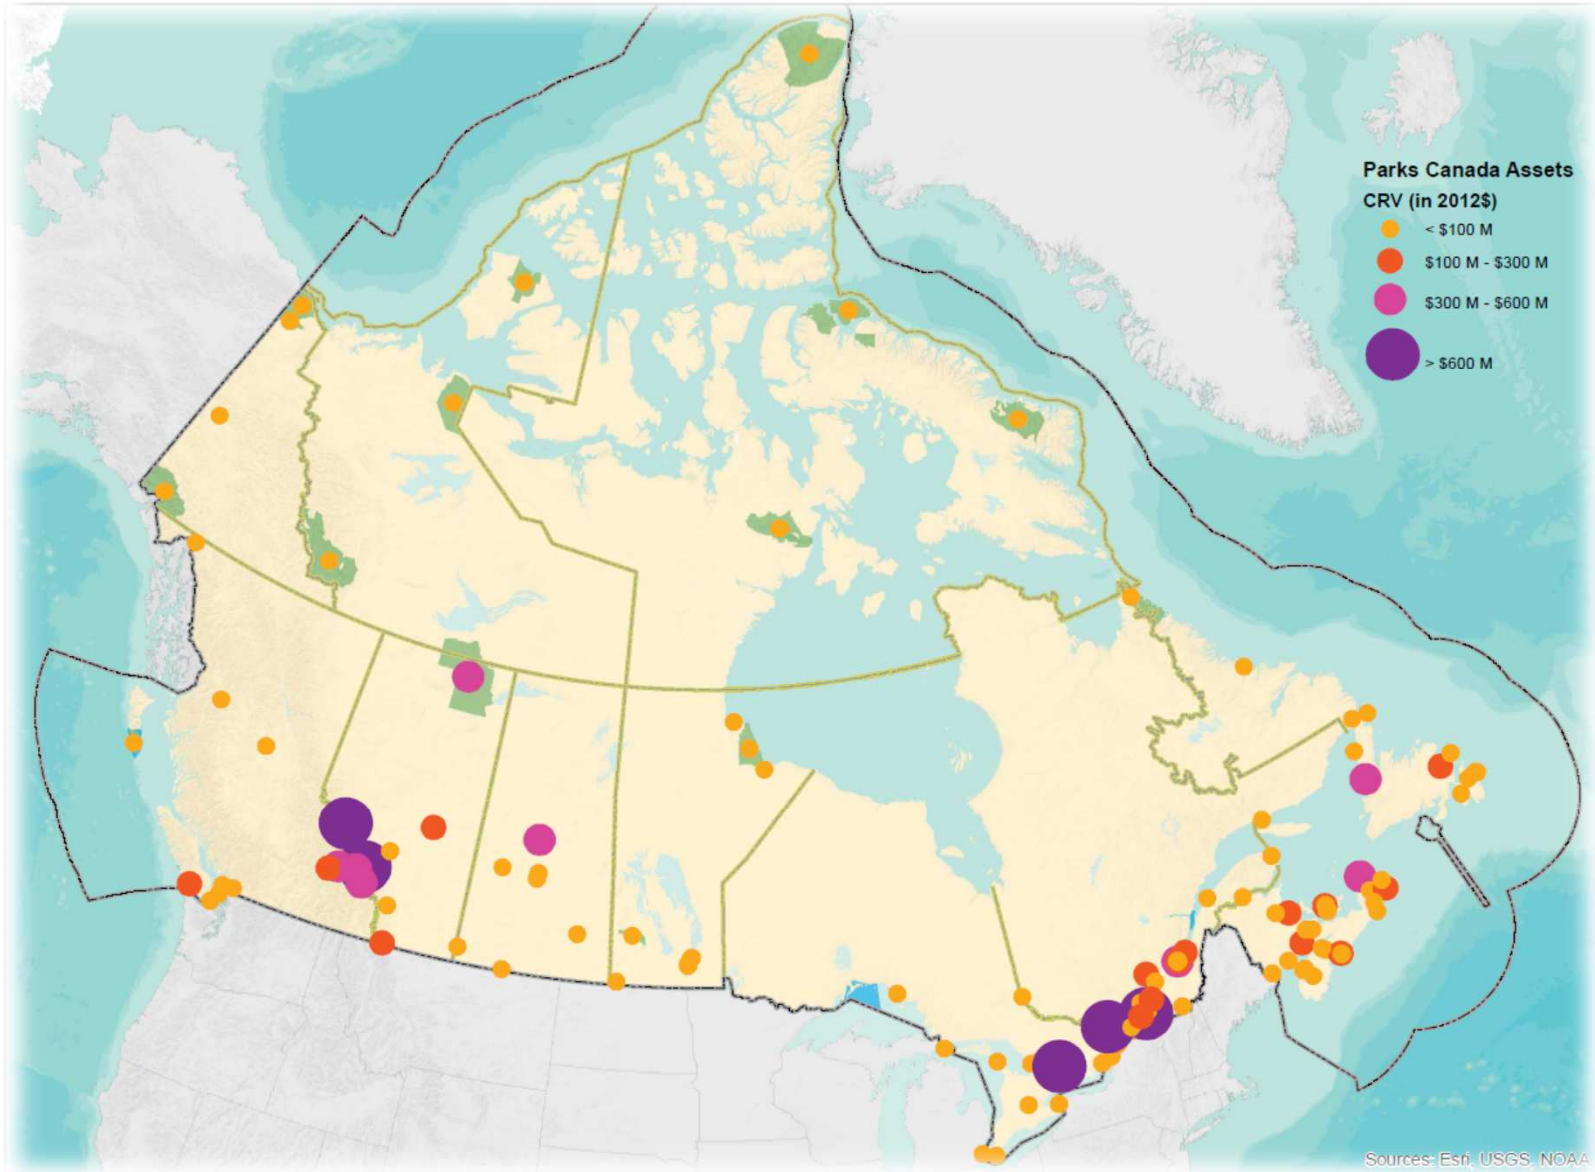 Parks Canada Assets
CRV (in 2012$)
< $100 M
$100 M - $300 M
$300 M - $600 M
> $600 M
Sources: Esri, USGS, NOAA